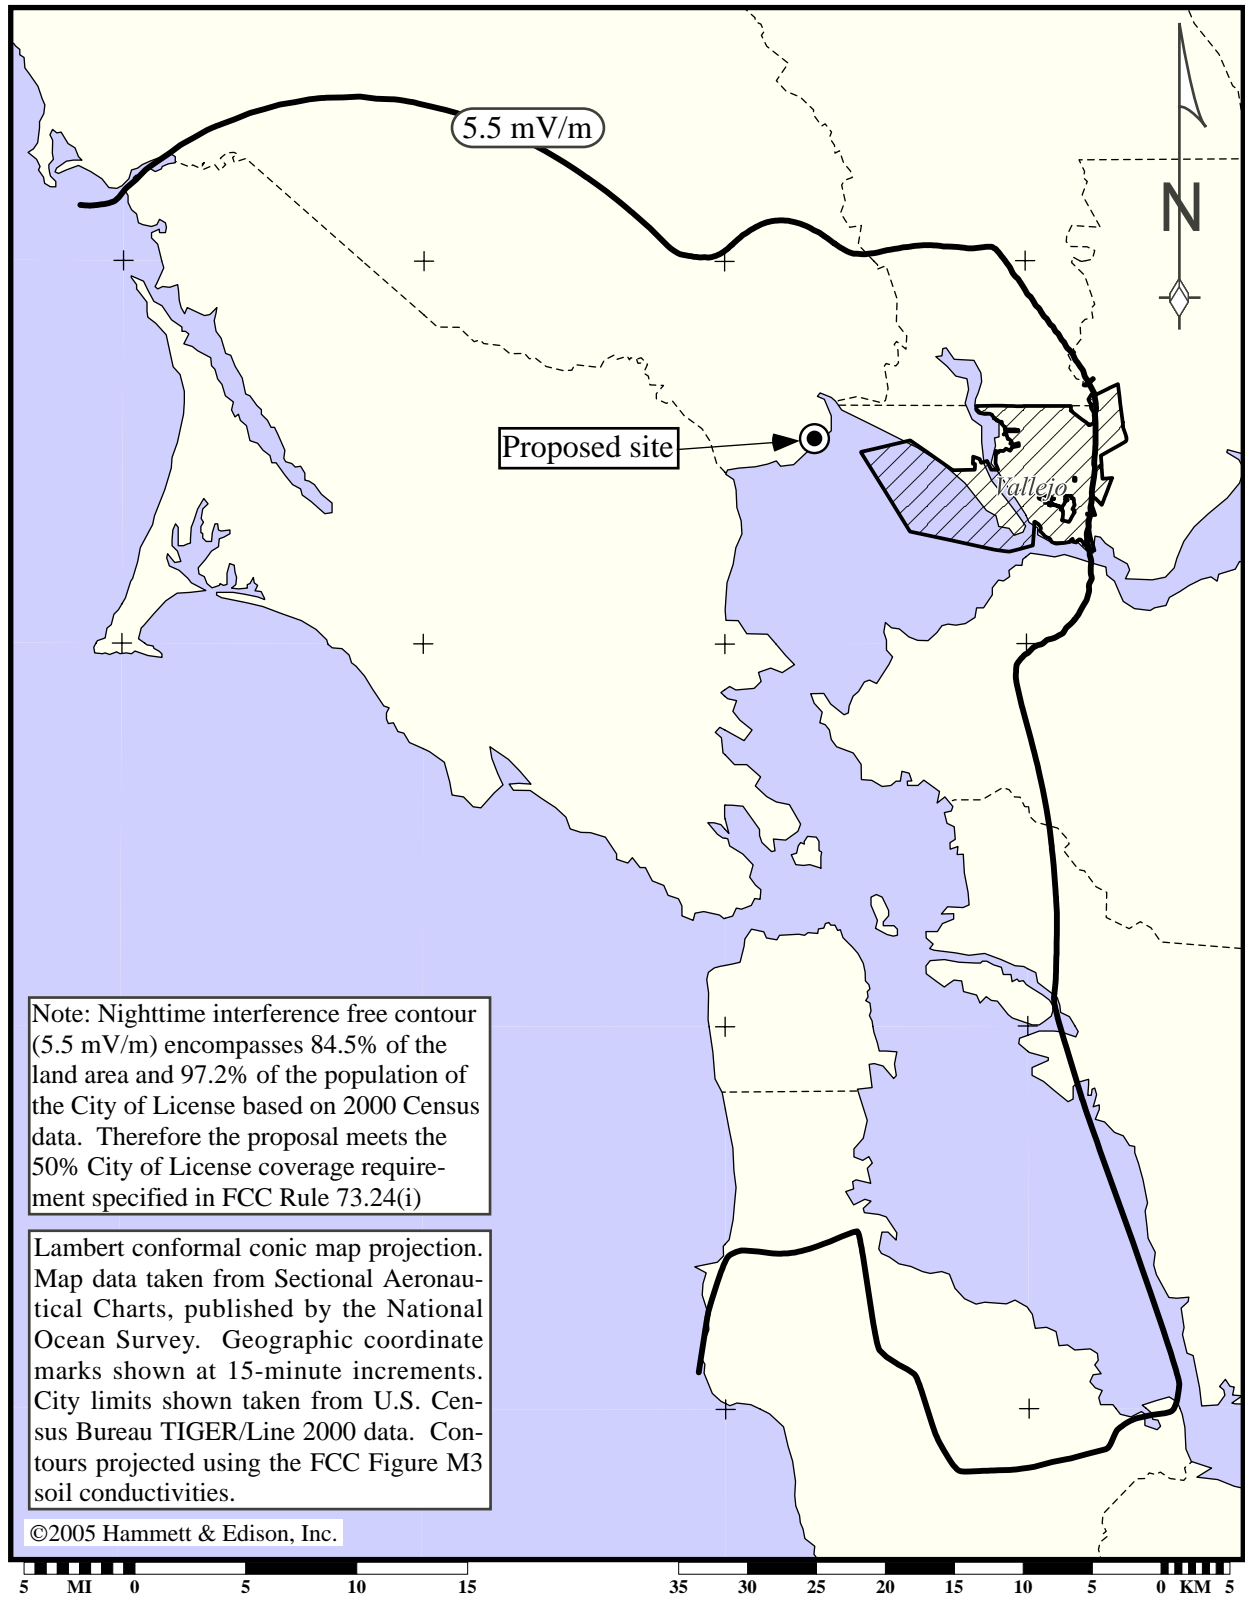 5.5 mV/m
N
Proposed site
Vallejo
Note: Nighttime interference free contour
(5.5 mV/m) encompasses 84.5% of the
land area and 97.2% of the population of
the City of License based on 2000 Census
data. Therefore the proposal meets the
50% City of License coverage require-
ment specified in FCC Rule 73.24(i)
Lambert conformal conic map projection.
Map data taken from Sectional Aeronau-
tical Charts, published by the National
Ocean Survey. Geographic coordinate
marks shown at 15-minute increments.
City limits shown taken from U.S. Cen-
sus Bureau TIGER/Line 2000 data. Con-
tours projected using the FCC Figure M3
soil conductivities.
©2005 Hammett & Edison, Inc.
5 MI 0 5 10 15 35 30 25 20 15 10 5 0 KM 5